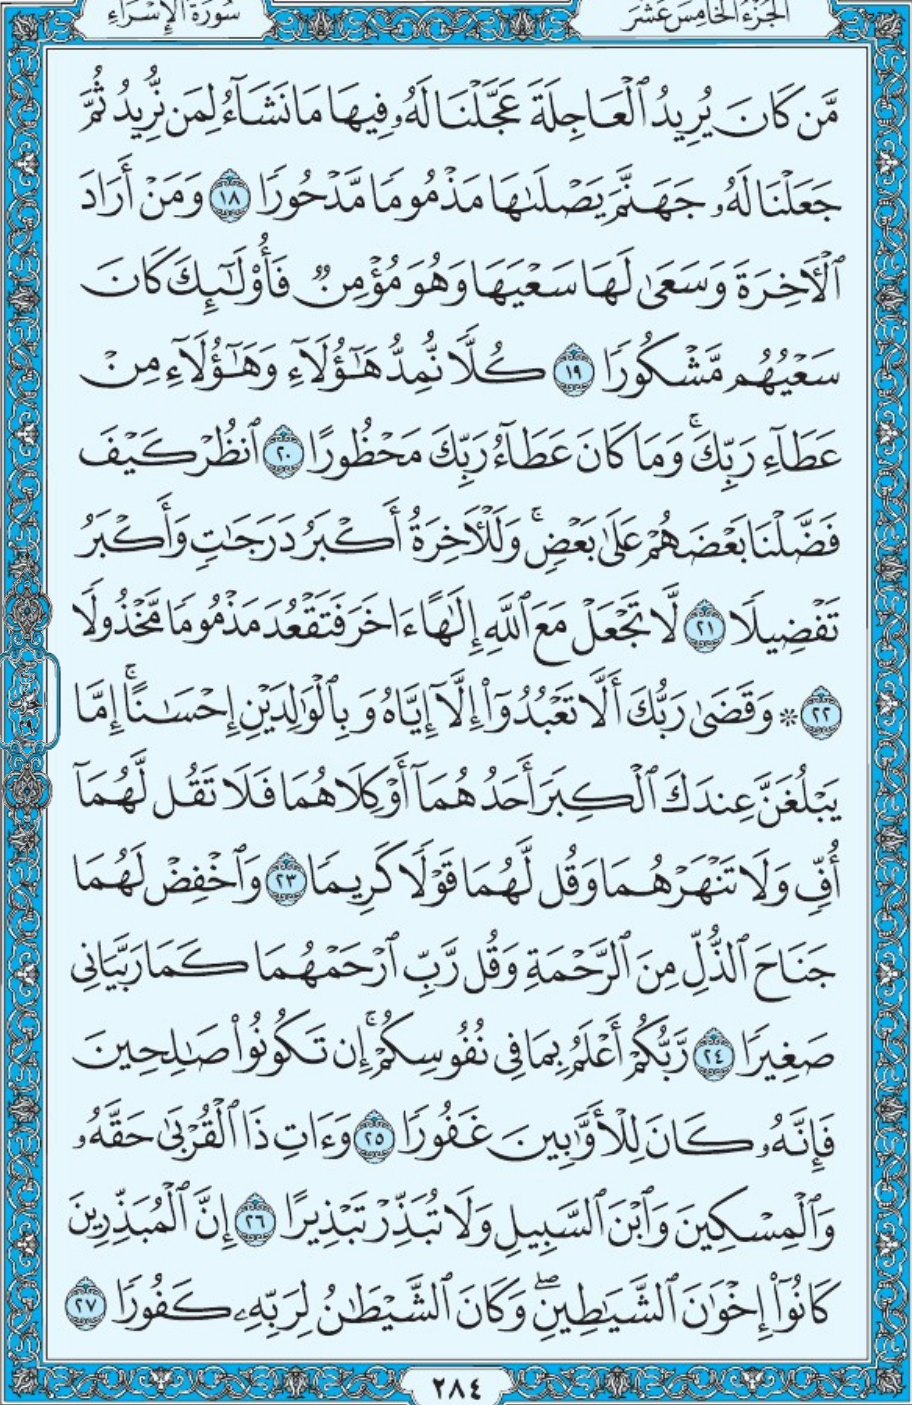 سُورَةُ الإِسْرَاءِ
الجُزْءُ الخَامِسَ عَشَرَ
مَّن كَانَ يُرِيدُ ٱلْعَاجِلَةَ عَجَّلْنَا لَهُۥ فِيهَا مَا نَشَآءُ لِمَن نُّرِيدُ ثُمَّ
جَعَلْنَا لَهُۥ جَهَنَّمَ يَصْلَىٰهَا مَذْمُومًا مَّدْحُورًا ١٨ وَمَنْ أَرَادَ
ٱلْأَخِرَةَ وَسَعَىٰ لَهَا سَعْيَهَا وَهُوَ مُؤْمِنٌ فَأُو۟لَـٰٓئِكَ كَانَ
سَعْيُهُم مَّشْكُورًا ١٩ كُلًّا نُّمِدُّ هَـٰٓؤُلَآءِ وَهَـٰٓؤُلَآءِ مِنْ
عَطَآءِ رَبِّكَ ۚ وَمَا كَانَ عَطَآءُ رَبِّكَ مَحْظُورًا ٢٠ ٱنظُرْ كَيْفَ
فَضَّلْنَا بَعْضَهُمْ عَلَىٰ بَعْضٍ ۚ وَلَلْأَخِرَةُ أَكْبَرُ دَرَجَـٰتٍ وَأَكْبَرُ
تَفْضِيلًا ٢١ لَّا تَجْعَلْ مَعَ ٱللَّهِ إِلَـٰهًا ءَاخَرَ فَتَقْعُدَ مَذْمُومًا مَّخْذُولًا
٢٢ ۞ وَقَضَىٰ رَبُّكَ أَلَّا تَعْبُدُوٓا۟ إِلَّآ إِيَّاهُ وَبِٱلْوَٰلِدَيْنِ إِحْسَـٰنًا ۚ إِمَّا
يَبْلُغَنَّ عِندَكَ ٱلْكِبَرَ أَحَدُهُمَآ أَوْ كِلَاهُمَا فَلَا تَقُل لَّهُمَآ
أُفٍّ وَلَا تَنْهَرْهُمَا وَقُل لَّهُمَا قَوْلًا كَرِيمًا ٢٣ وَٱخْفِضْ لَهُمَا
جَنَاحَ ٱلذُّلِّ مِنَ ٱلرَّحْمَةِ وَقُل رَّبِّ ٱرْحَمْهُمَا كَمَا رَبَّيَانِى
صَغِيرًا ٢٤ رَّبُّكُمْ أَعْلَمُ بِمَا فِى نُفُوسِكُمْ ۚ إِن تَكُونُوا۟ صَـٰلِحِينَ
فَإِنَّهُۥ كَانَ لِلْأَوَّٰبِينَ غَفُورًا ٢٥ وَءَاتِ ذَا ٱلْقُرْبَىٰ حَقَّهُۥ
وَٱلْمِسْكِينَ وَٱبْنَ ٱلسَّبِيلِ وَلَا تُبَذِّرْ تَبْذِيرًا ٢٦ إِنَّ ٱلْمُبَذِّرِينَ
كَانُوٓا۟ إِخْوَٰنَ ٱلشَّيَـٰطِينِ ۖ وَكَانَ ٱلشَّيْطَـٰنُ لِرَبِّهِۦ كَفُورًا ٢٧
٢٨٤